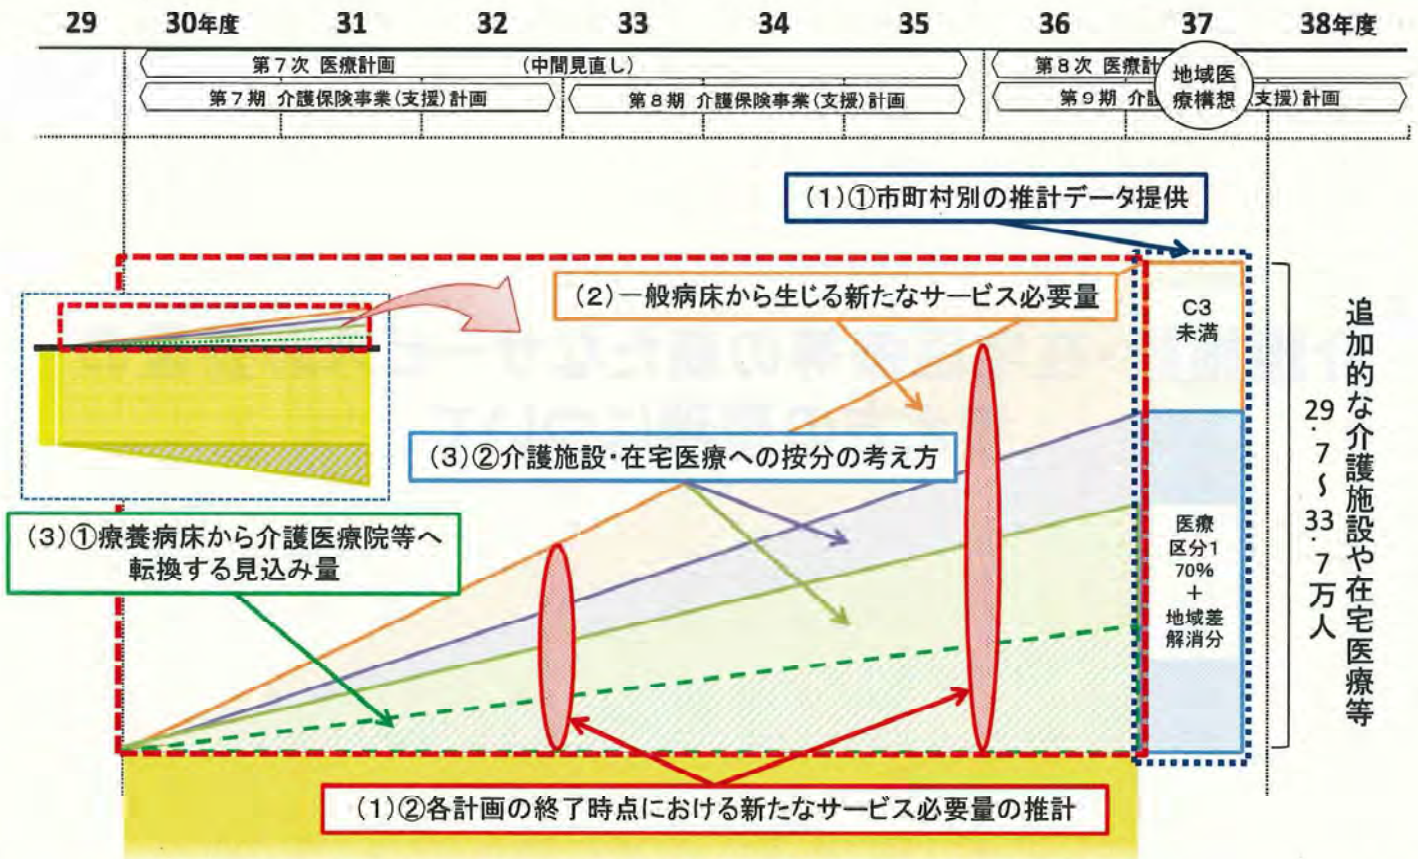 29 30年度 31 32 33 34 35 36 37 38年度
第7次 医療計画 (中間見直し) 第8次 医療計
第7期 介護保険事業(支援)計画 第8期 介護保険事業(支援)計画 第9期 介 支援)計画
地域医
療構想
(1)①市町村別の推計データ提供
(2)一般病床から生じる新たなサービス必要量
(3)②介護施設・在宅医療への按分の考え方
(3)①療養病床から介護医療院等へ
転換する見込み量
C3
未満
医療
区分1
70%
+
地域差
解消分
追加的な介護施設や在宅医療等
29.7~33.7万人
(1)②各計画の終了時点における新たなサービス必要量の推計